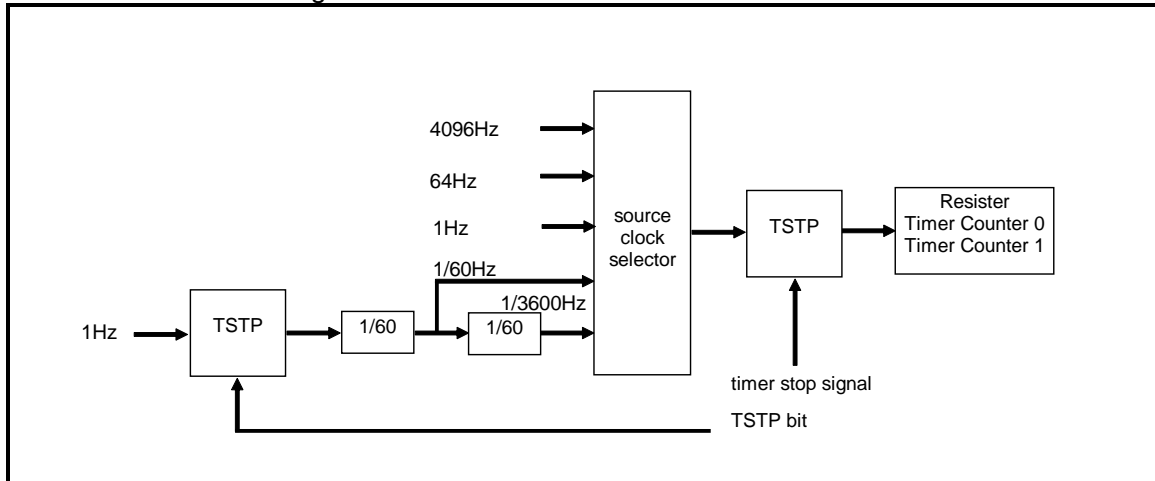 4096Hz
64Hz
1Hz
1/60Hz
1/3600Hz
source
clock
selector
TSTP
Resister
Timer Counter 0
Timer Counter 1
1Hz
TSTP
1/60
1/60
timer stop signal
TSTP bit